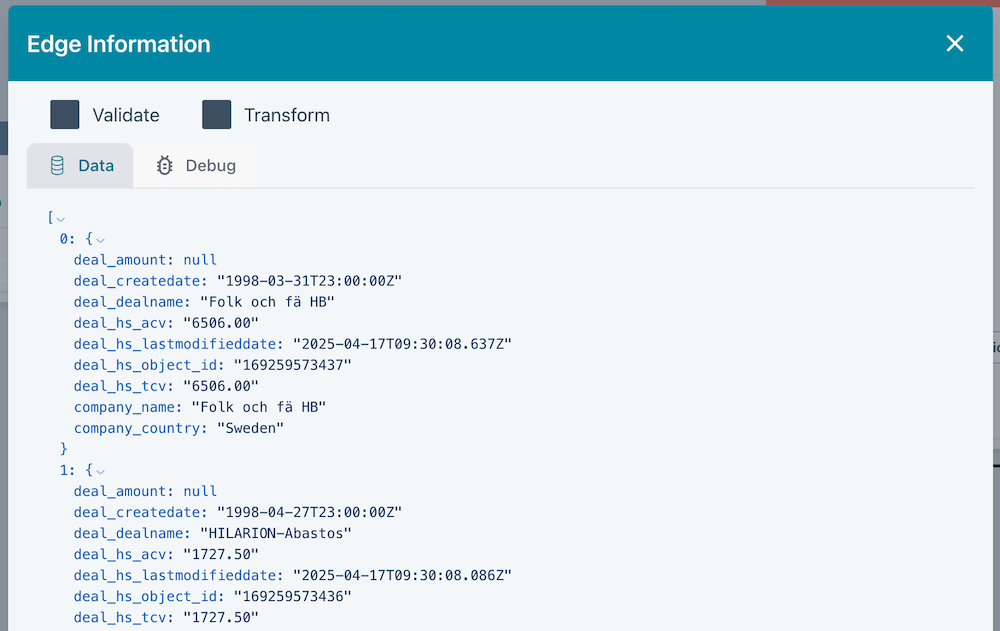 Edge Information
Validate Transform
Data Debug
[
0: {
deal_amount: null
deal_createdate: "1998-03-31T23:00:00Z"
deal_dealname: "Folk och fä HB"
deal_hs_acv: "6506.00"
deal_hs_lastmodifieddate: "2025-04-17T09:30:08.637Z"
deal_hs_object_id: "169259573437"
deal_hs_tcv: "6506.00"
company_name: "Folk och fä HB"
company_country: "Sweden"
}
1: {
deal_amount: null
deal_createdate: "1998-04-27T23:00:00Z"
deal_dealname: "HILARION-Abastos"
deal_hs_acv: "1727.50"
deal_hs_lastmodifieddate: "2025-04-17T09:30:08.086Z"
deal_hs_object_id: "169259573436"
deal_hs_tcv: "1727.50"